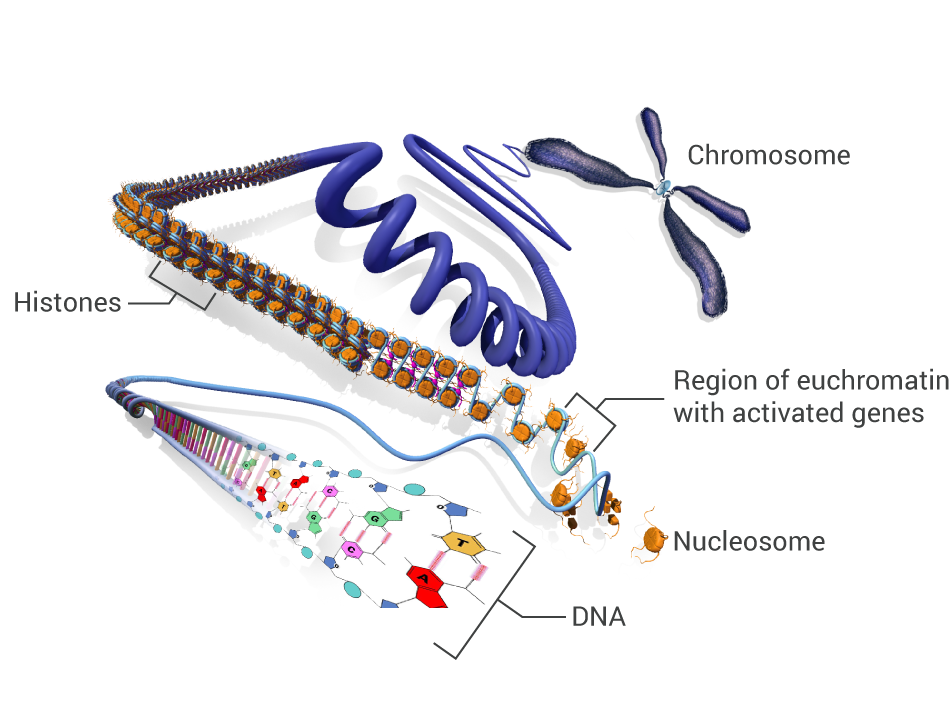 Chromosome
Histones
Region of euchromatin
with activated genes
Nucleosome
DNA
T
A
G
C
G
C
A
T